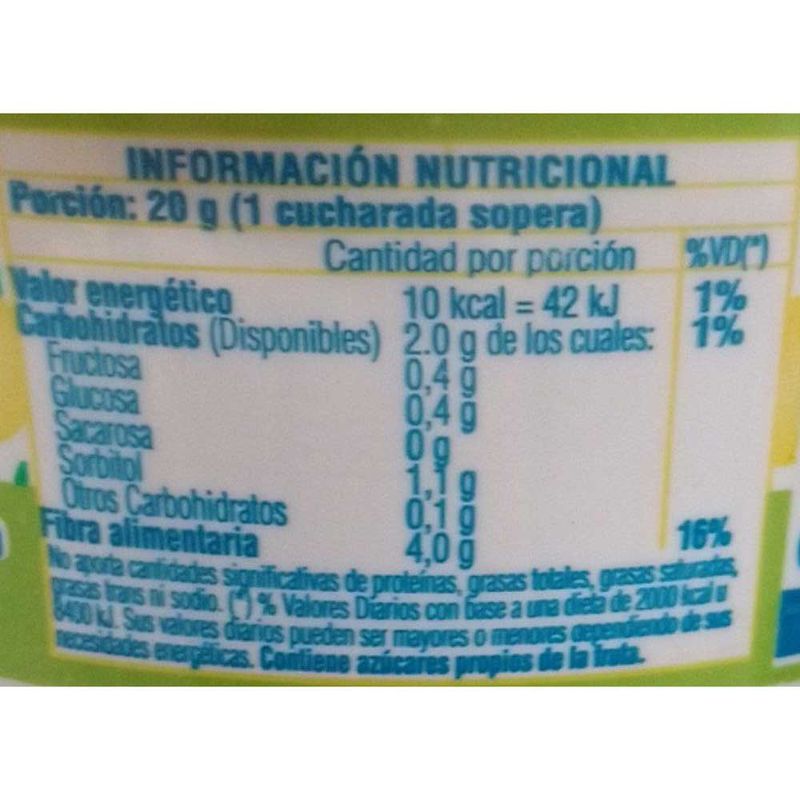 INFORMACIÓN NUTRICIONAL
Porción: 20 g (1 cucharada sopera)
Cantidad por porción %VD(*)
Valor energético 10 kcal = 42 kJ 1%
Carbohidratos (Disponibles) 2.0 g de los cuales: 1%
Fructosa 0,4 g
Glucosa 0,4 g
Sacarosa 0 g
Sorbitol 1,1 g
Otros Carbohidratos 0,1 g
Fibra alimentaria 4,0 g 16%
No aporta cantidades significativas de proteínas, grasas totales, grasas saturadas,
grasas trans ni sodio. (*) % Valores Diarios con base a una dieta de 2000 kcal u
8400 kJ. Sus valores diarios pueden ser mayores o menores dependiendo de sus
necesidades energéticas. Contiene azúcares propios de la fruta.